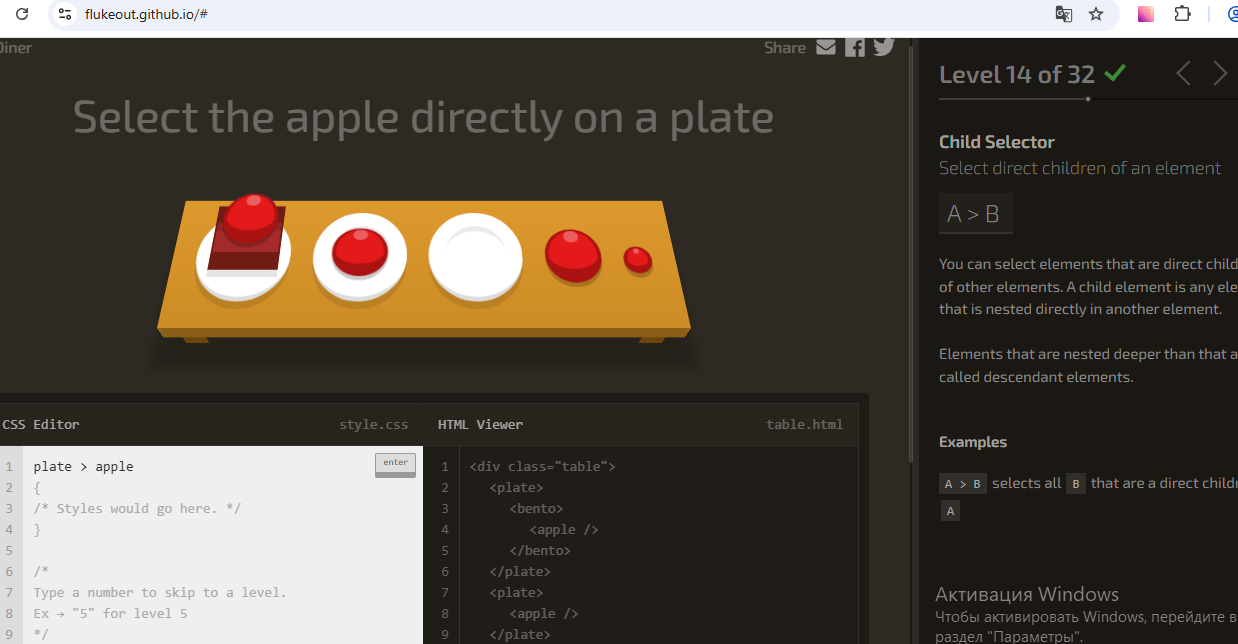 flukeout.github.io/#
Diner
Share
Level 14 of 32
Select the apple directly on a plate
Child Selector
Select direct children of an element
A > B
You can select elements that are direct child
of other elements. A child element is any ele
that is nested directly in another element.
Elements that are nested deeper than that a
called descendant elements.
Examples
A > B selects all B that are a direct childr
A
CSS Editor
style.css
1 plate > apple
enter
2 {
3 /* Styles would go here. */
4 }
5
6 /*
7 Type a number to skip to a level.
8 Ex → "5" for level 5
9 */
HTML Viewer
table.html
1 <div class="table">
2 <plate>
3 <bento>
4 <apple />
5 </bento>
6 </plate>
7 <plate>
8 <apple />
9 </plate>
Активация Windows
Чтобы активировать Windows, перейдите в
раздел "Параметры".